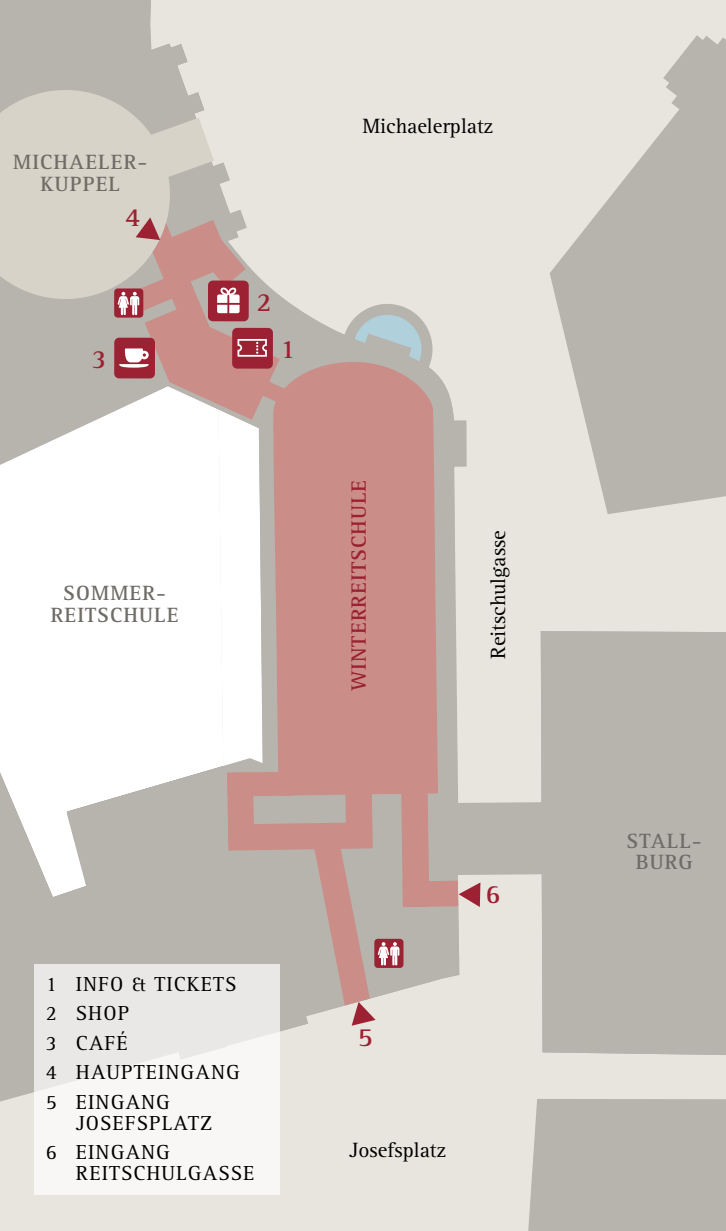 Michaelerplatz
MICHAELER-
KUPPEL
4
2
1
3
WINTERREITSCHULE
Reitschulgasse
SOMMER-
REITSCHULE
STALL-
BURG
6
5
1 INFO & TICKETS
2 SHOP
3 CAFÉ
4 HAUPTEINGANG
5 EINGANG
JOSEFSPLATZ
6 EINGANG
REITSCHULGASSE
Josefsplatz